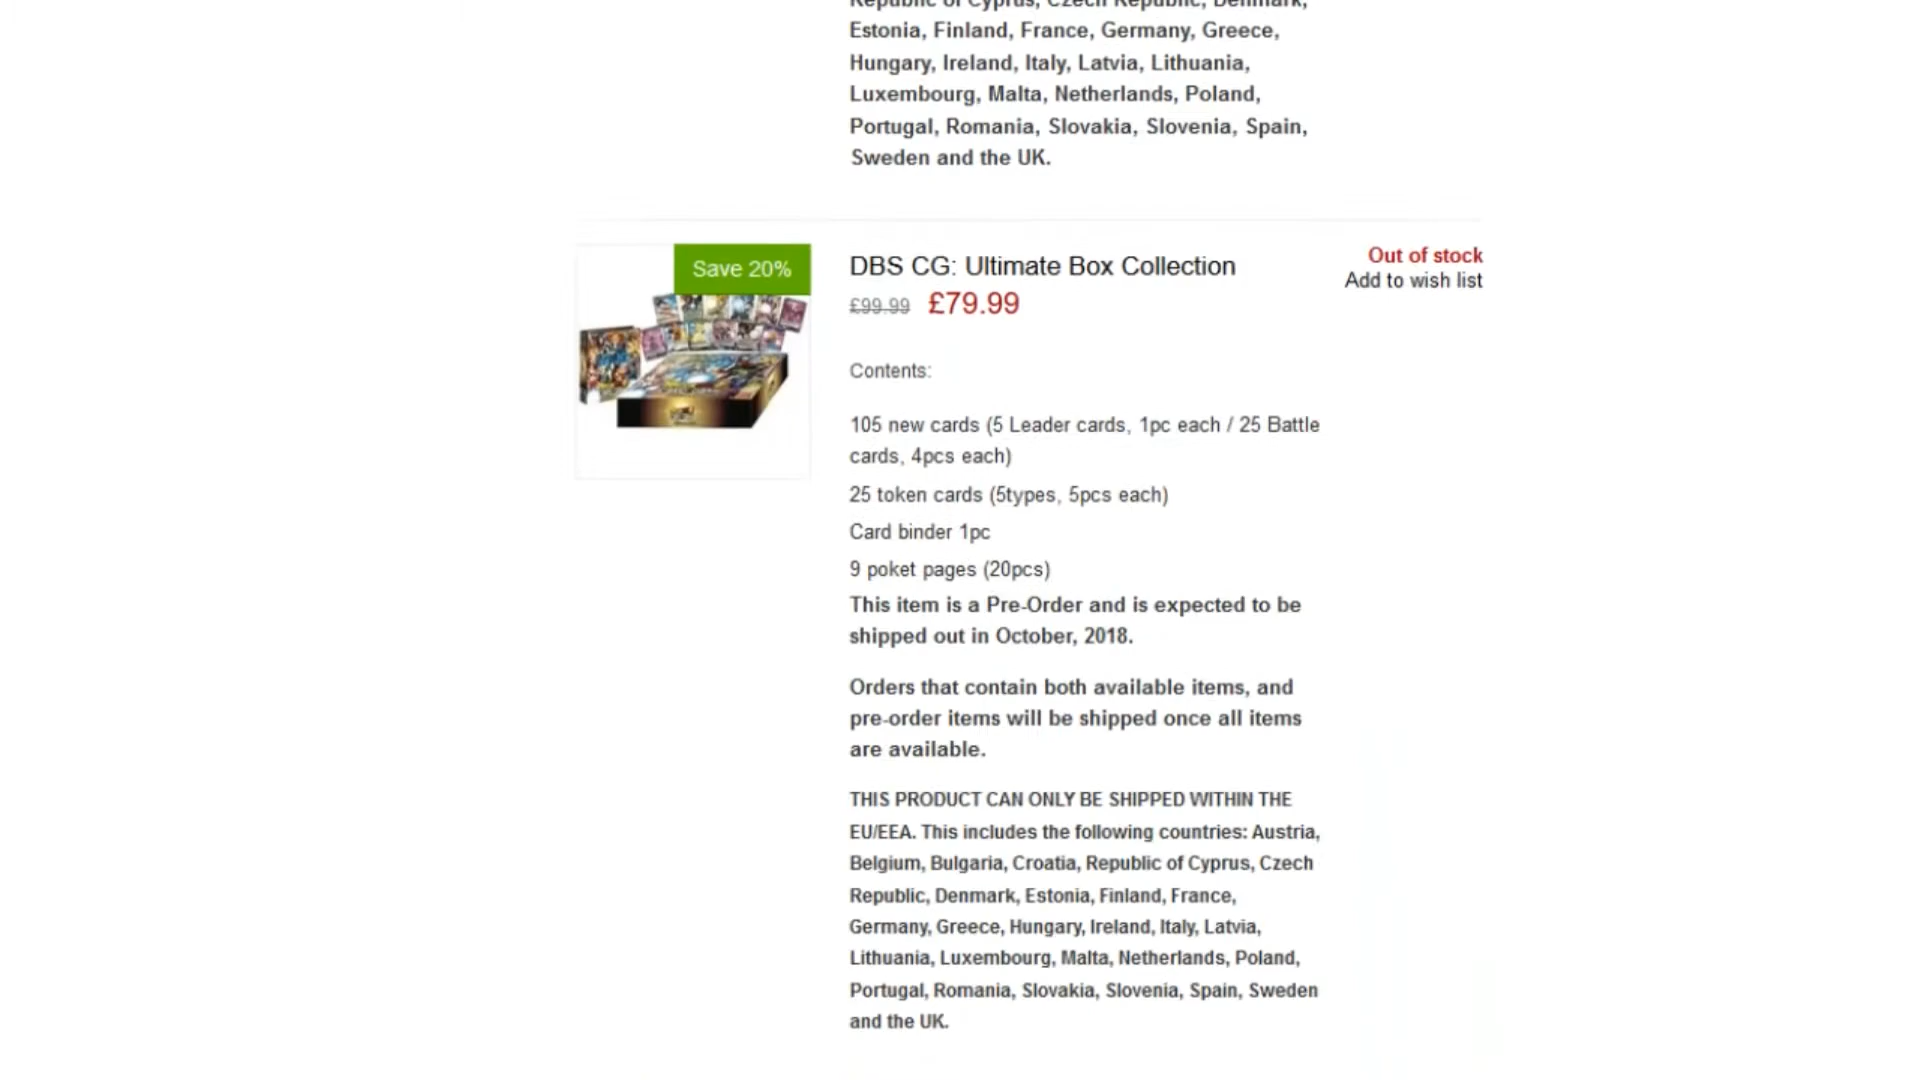 Republic of Cyprus, Czech Republic, Denmark,
Estonia, Finland, France, Germany, Greece,
Hungary, Ireland, Italy, Latvia, Lithuania,
Luxembourg, Malta, Netherlands, Poland,
Portugal, Romania, Slovakia, Slovenia, Spain,
Sweden and the UK.
Save 20%
DBS CG: Ultimate Box Collection
£99.99 £79.99
Out of stock
Add to wish list
Contents:
105 new cards (5 Leader cards, 1pc each / 25 Battle
cards, 4pcs each)
25 token cards (5types, 5pcs each)
Card binder 1pc
9 poket pages (20pcs)
This item is a Pre-Order and is expected to be
shipped out in October, 2018.
Orders that contain both available items, and
pre-order items will be shipped once all items
are available.
THIS PRODUCT CAN ONLY BE SHIPPED WITHIN THE
EU/EEA. This includes the following countries: Austria,
Belgium, Bulgaria, Croatia, Republic of Cyprus, Czech
Republic, Denmark, Estonia, Finland, France,
Germany, Greece, Hungary, Ireland, Italy, Latvia,
Lithuania, Luxembourg, Malta, Netherlands, Poland,
Portugal, Romania, Slovakia, Slovenia, Spain, Sweden
and the UK.